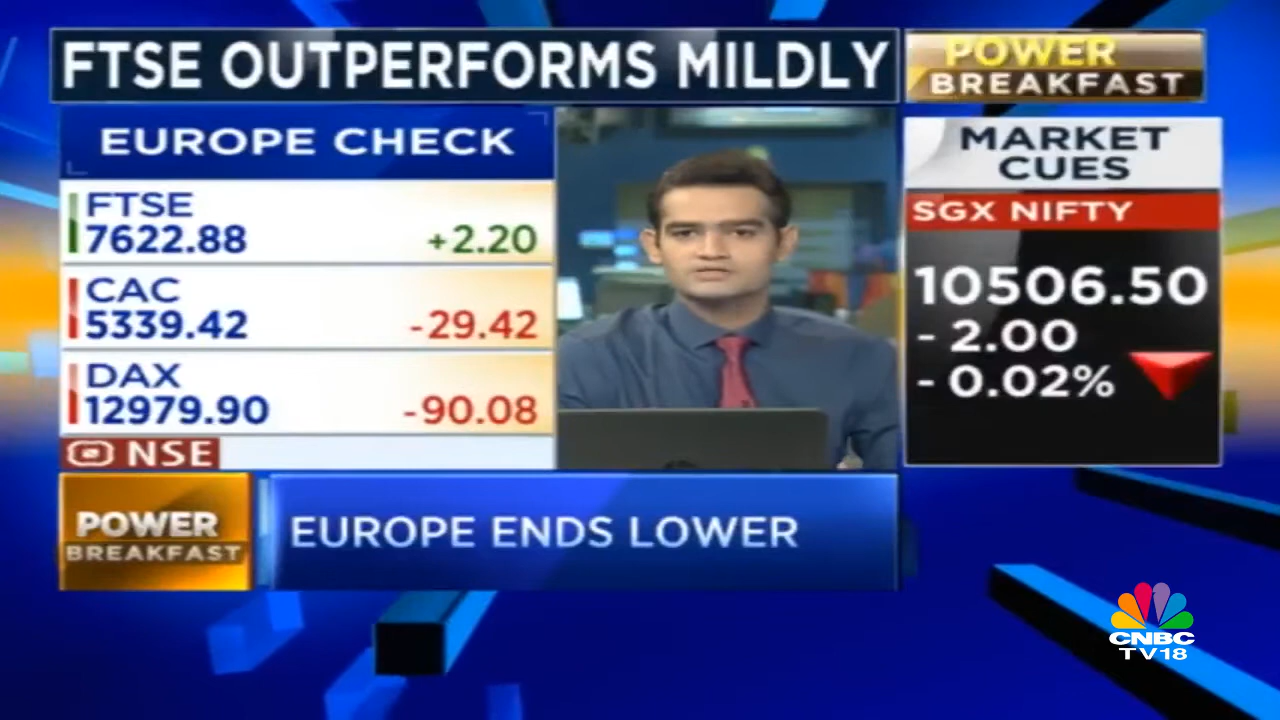 FTSE OUTPERFORMS MILDLY
POWER
BREAKFAST
EUROPE CHECK
FTSE
7622.88 +2.20
CAC
5339.42 -29.42
DAX
12979.90 -90.08
NSE
MARKET
CUES
SGX NIFTY
10506.50
- 2.00
- 0.02%
POWER
BREAKFAST
EUROPE ENDS LOWER
CNBC
TV18